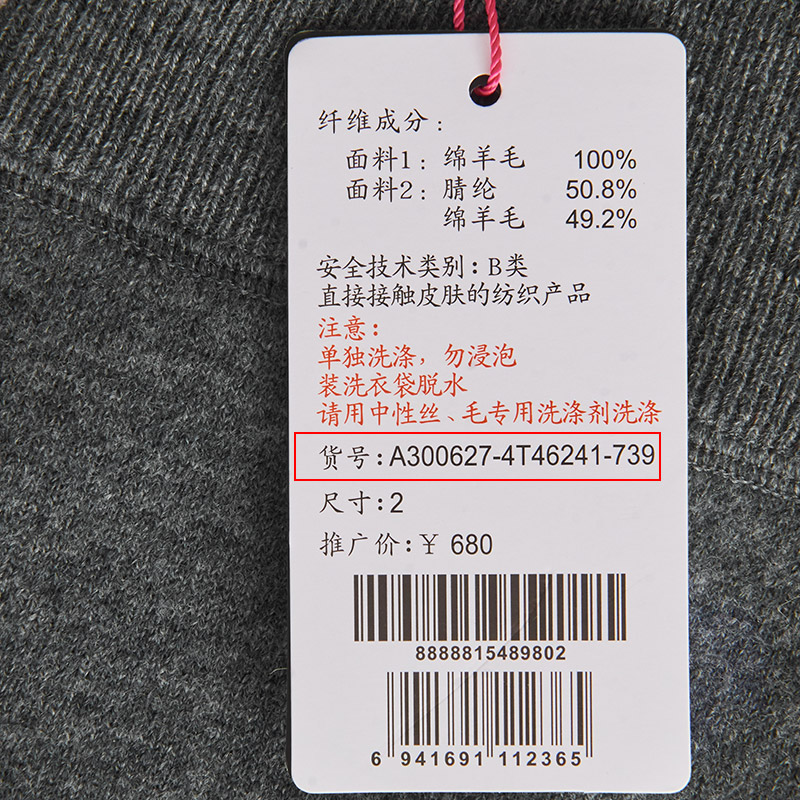 纤维成分:
面料1: 绵羊毛 100%
面料2: 腈纶 50.8%
绵羊毛 49.2%
安全技术类别: B类
直接接触皮肤的纺织产品
注意:
单独洗涤, 勿浸泡
装洗衣袋脱水
请用中性丝、毛专用洗涤剂洗涤
货号: A300627-4T46241-739
尺寸: 2
推广价: ¥ 680
8888815489802
6 941691 112365